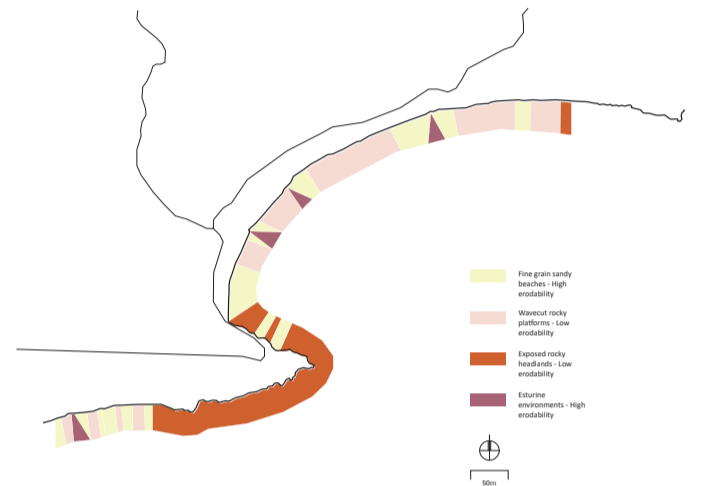 Fine grain sandy
beaches - High
erodability
Wavecut rocky
platforms - Low
erodability
Exposed rocky
headlands - Low
erodability
Esturine
environments - High
erodability
50m